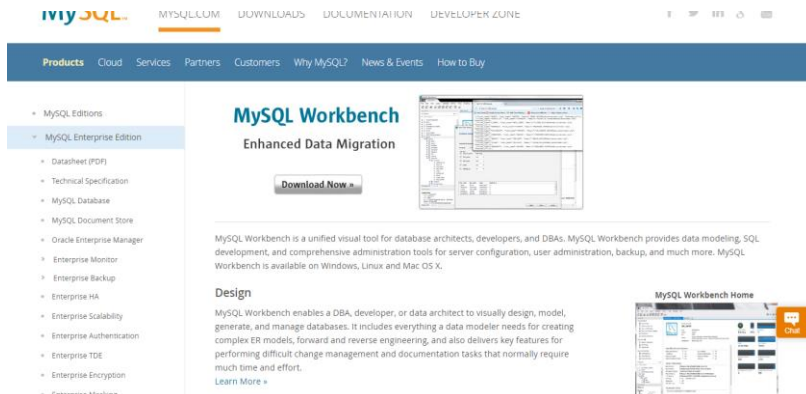 MySQL
MYSQL.COM DOWNLOADS DOCUMENTATION DEVELOPER ZONE
Products Cloud Services Partners Customers Why MySQL? News & Events How to Buy
MySQL Editions
MySQL Enterprise Edition
Datasheet (PDF)
Technical Specification
MySQL Database
MySQL Document Store
Oracle Enterprise Manager
Enterprise Monitor
Enterprise Backup
Enterprise HA
Enterprise Scalability
Enterprise Authentication
Enterprise TDE
Enterprise Encryption
Enterprise Masking
MySQL Workbench
Enhanced Data Migration
Download Now »
MySQL Workbench is a unified visual tool for database architects, developers, and DBAs. MySQL Workbench provides data modeling, SQL
development, and comprehensive administration tools for server configuration, user administration, backup, and much more. MySQL
Workbench is available on Windows, Linux and Mac OS X.
Design
MySQL Workbench enables a DBA, developer, or data architect to visually design, model,
generate, and manage databases. It includes everything a data modeler needs for creating
complex ER models, forward and reverse engineering, and also delivers key features for
performing difficult change management and documentation tasks that normally require
much time and effort.
Learn More »
MySQL Workbench Home
Chat